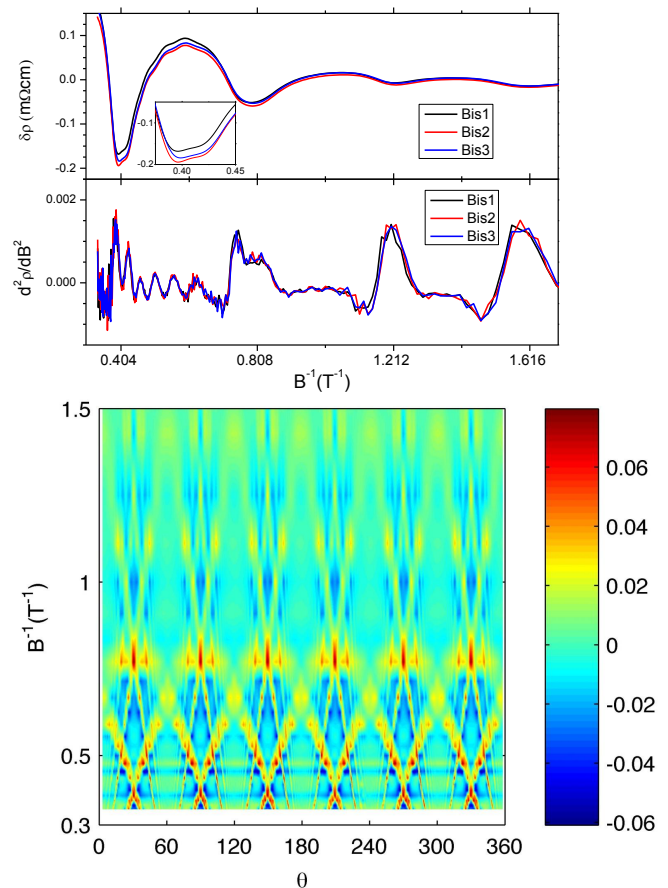 0.1
0.0
-0.1
-0.2
δρ (mΩcm)
Bis1
Bis2
Bis3
-0.1
-0.2
0.40
0.45
0.002
0.000
d²ρ/dB²
Bis1
Bis2
Bis3
0.404
0.808
1.212
1.616
B⁻¹(T⁻¹)
1.5
1
0.5
0.3
B⁻¹(T⁻¹)
0
60
120
180
240
300
360
θ
0.06
0.04
0.02
0
-0.02
-0.04
-0.06